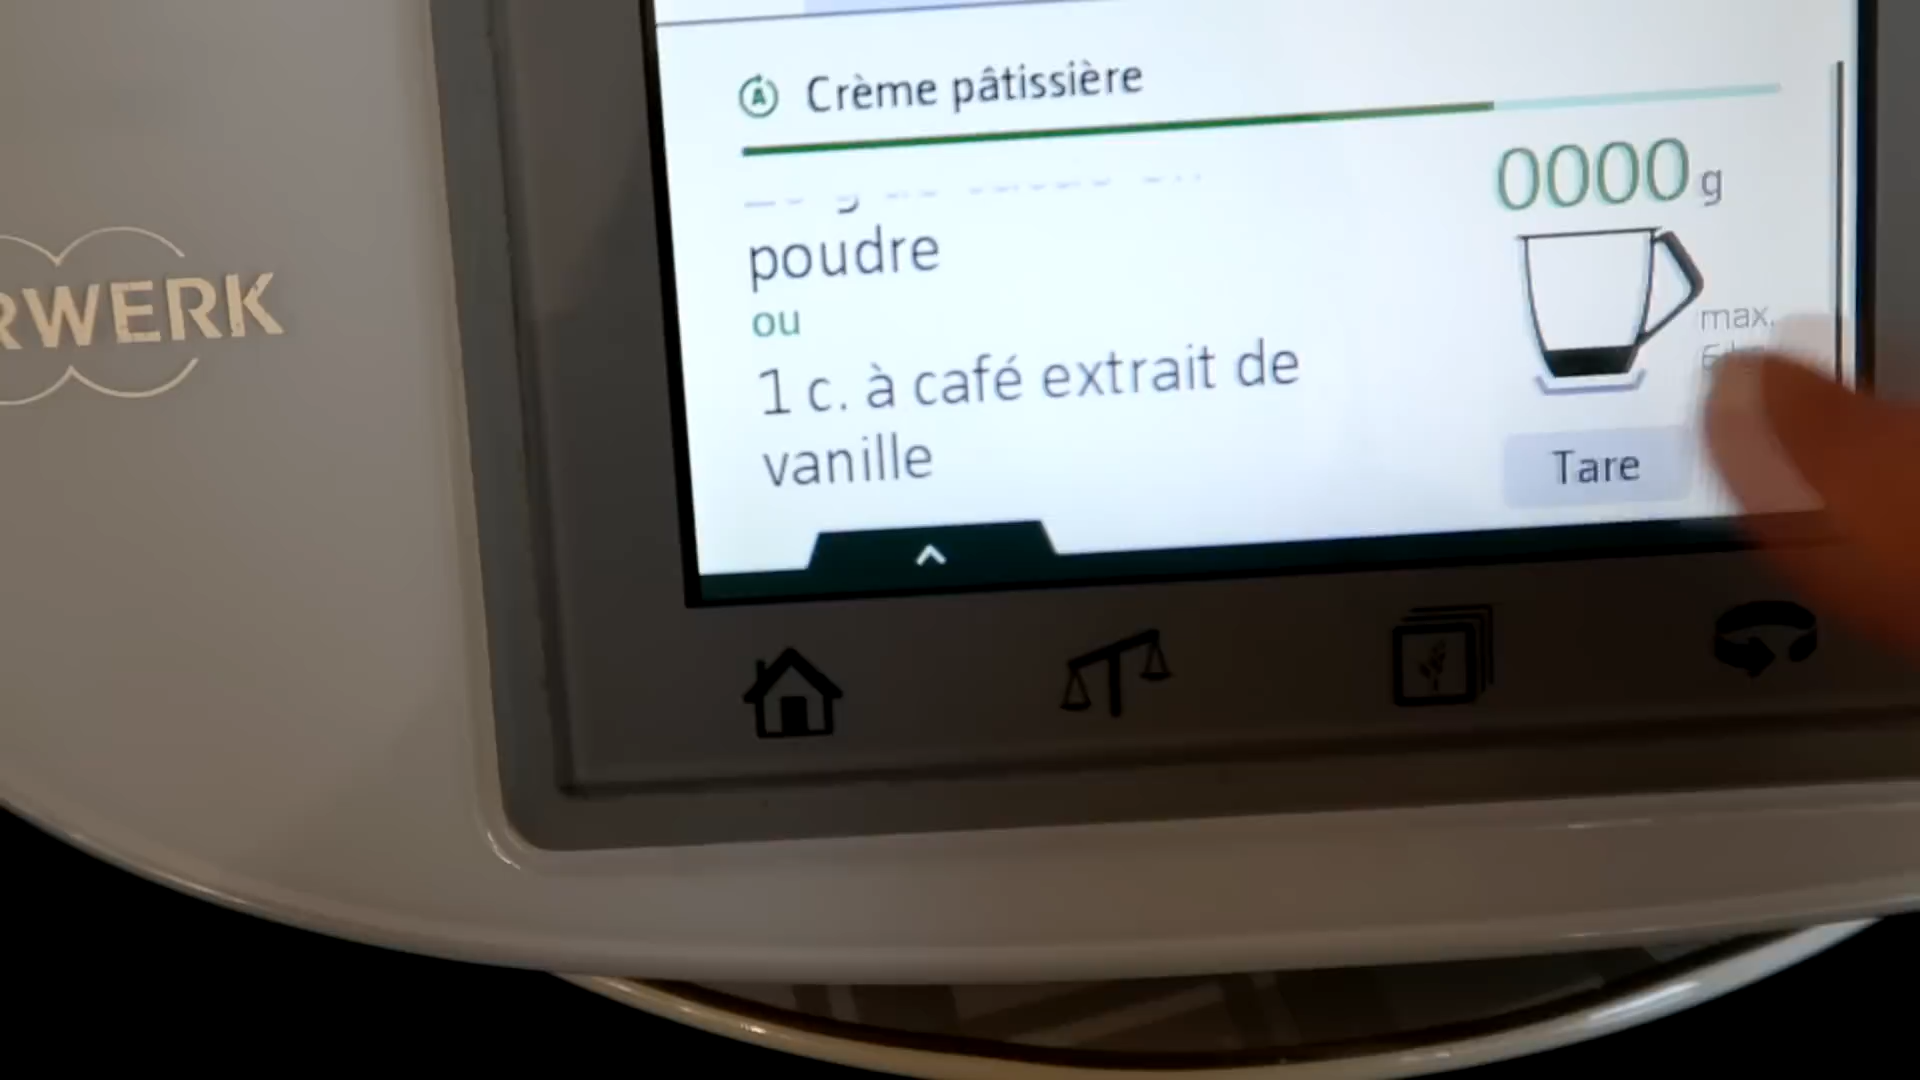 Crème pâtissière
0000 g
poudre
ou
1 c. à café extrait de
vanille
max.
Tare
RWERK